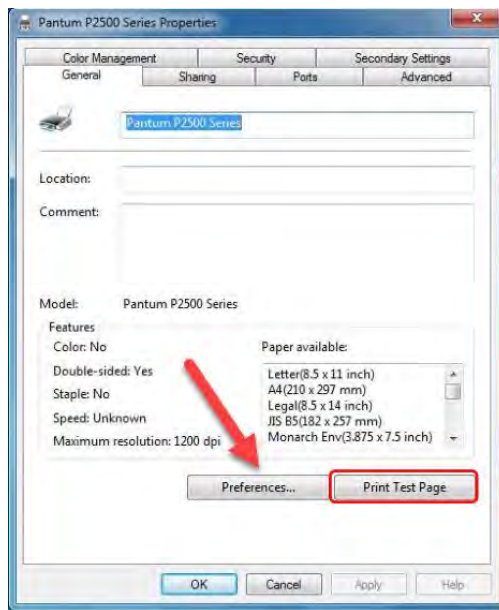 Pantum P2500 Series Properties
Color Management Security Secondary Settings
General Sharing Ports Advanced
Pantum P2500 Series
Location:
Comment:
Model: Pantum P2500 Series
Features
Color: No
Double-sided: Yes
Staple: No
Speed: Unknown
Maximum resolution: 1200 dpi
Paper available:
Letter(8.5 x 11 inch)
A4(210 x 297 mm)
Legal(8.5 x 14 inch)
JIS B5(182 x 257 mm)
Monarch Env(3.875 x 7.5 inch)
Preferences... Print Test Page
OK Cancel Apply Help